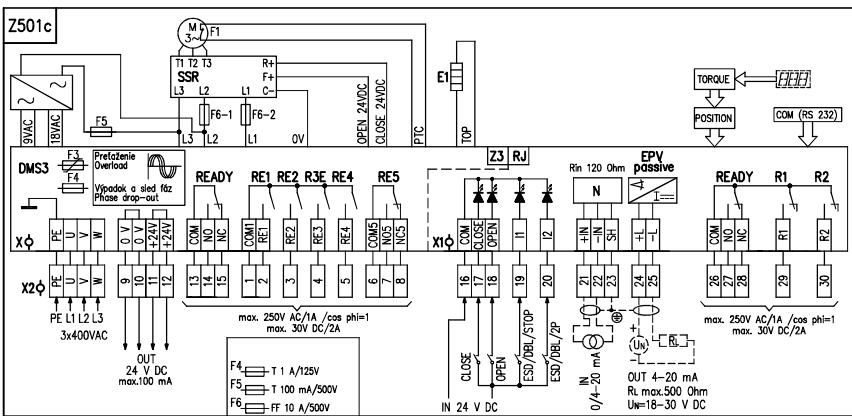 Z501c
M
3~
F1
T1 T2 T3
SSR
R+
F+
C-
L3 L2 L1
F6-1
F6-2
F5
9VAC
18VAC
L3 L2 L1 0V
OPEN 24VDC
CLOSE 24VDC
PTC
E1
TOP
TORQUE
POSITION
COM (RS 232)
DMS3
F3
F4
Preťaženie
Overload
Výpadok a sled fáz
Phase drop-out
READY
RE1 RE2 R3E RE4
RE5
Z3 RJ
Rin 120 Ohm
N
EPV
passive
READY
R1
R2
X
PE U V W
0 V 0 V +24V +24V
COM NO NC
COM1 RE1 RE2 RE3 RE4
COM5 NO5 NC5
X1
COM CLOSE OPEN I1 I2
+IN -IN SH
+L -L
COM NO NC R1 R2
X2
PE U V W
9 10 11 12
13 14 15
1 2 3 4 5
6 7 8
16 17 18 19 20
21 22 23
24 25
26 27 28 29 30
PE L1 L2 L3
3x400VAC
OUT
24 V DC
max.100 mA
max. 250V AC/1A /cos phi=1
max. 30V DC/2A
F4 T 1 A/125V
F5 T 100 mA/500V
F6 FF 10 A/500V
CLOSE
OPEN
ESD/DBL/STOP
ESD/DBL/2P
IN 24 V DC
IN
0/4-20 mA
+
UN
RL
OUT 4-20 mA
RL max.500 Ohm
UN=18-30 V DC
max. 250V AC/1A /cos phi=1
max. 30V DC/2A